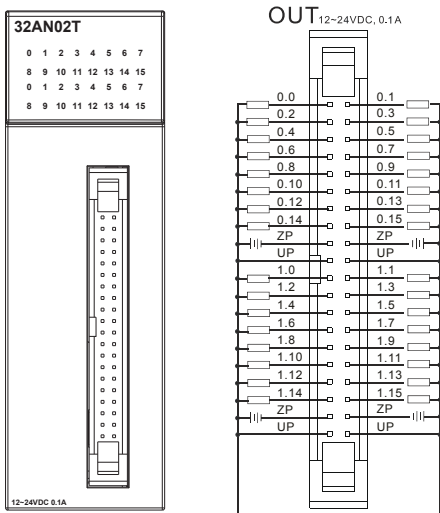 32AN02T
0 1 2 3 4 5 6 7
8 9 10 11 12 13 14 15
0 1 2 3 4 5 6 7
8 9 10 11 12 13 14 15
12~24VDC 0.1A
OUT 12~24VDC, 0.1A
0.0 0.1
0.2 0.3
0.4 0.5
0.6 0.7
0.8 0.9
0.10 0.11
0.12 0.13
0.14 0.15
ZP ZP
UP UP
1.0 1.1
1.2 1.3
1.4 1.5
1.6 1.7
1.8 1.9
1.10 1.11
1.12 1.13
1.14 1.15
ZP ZP
UP UP